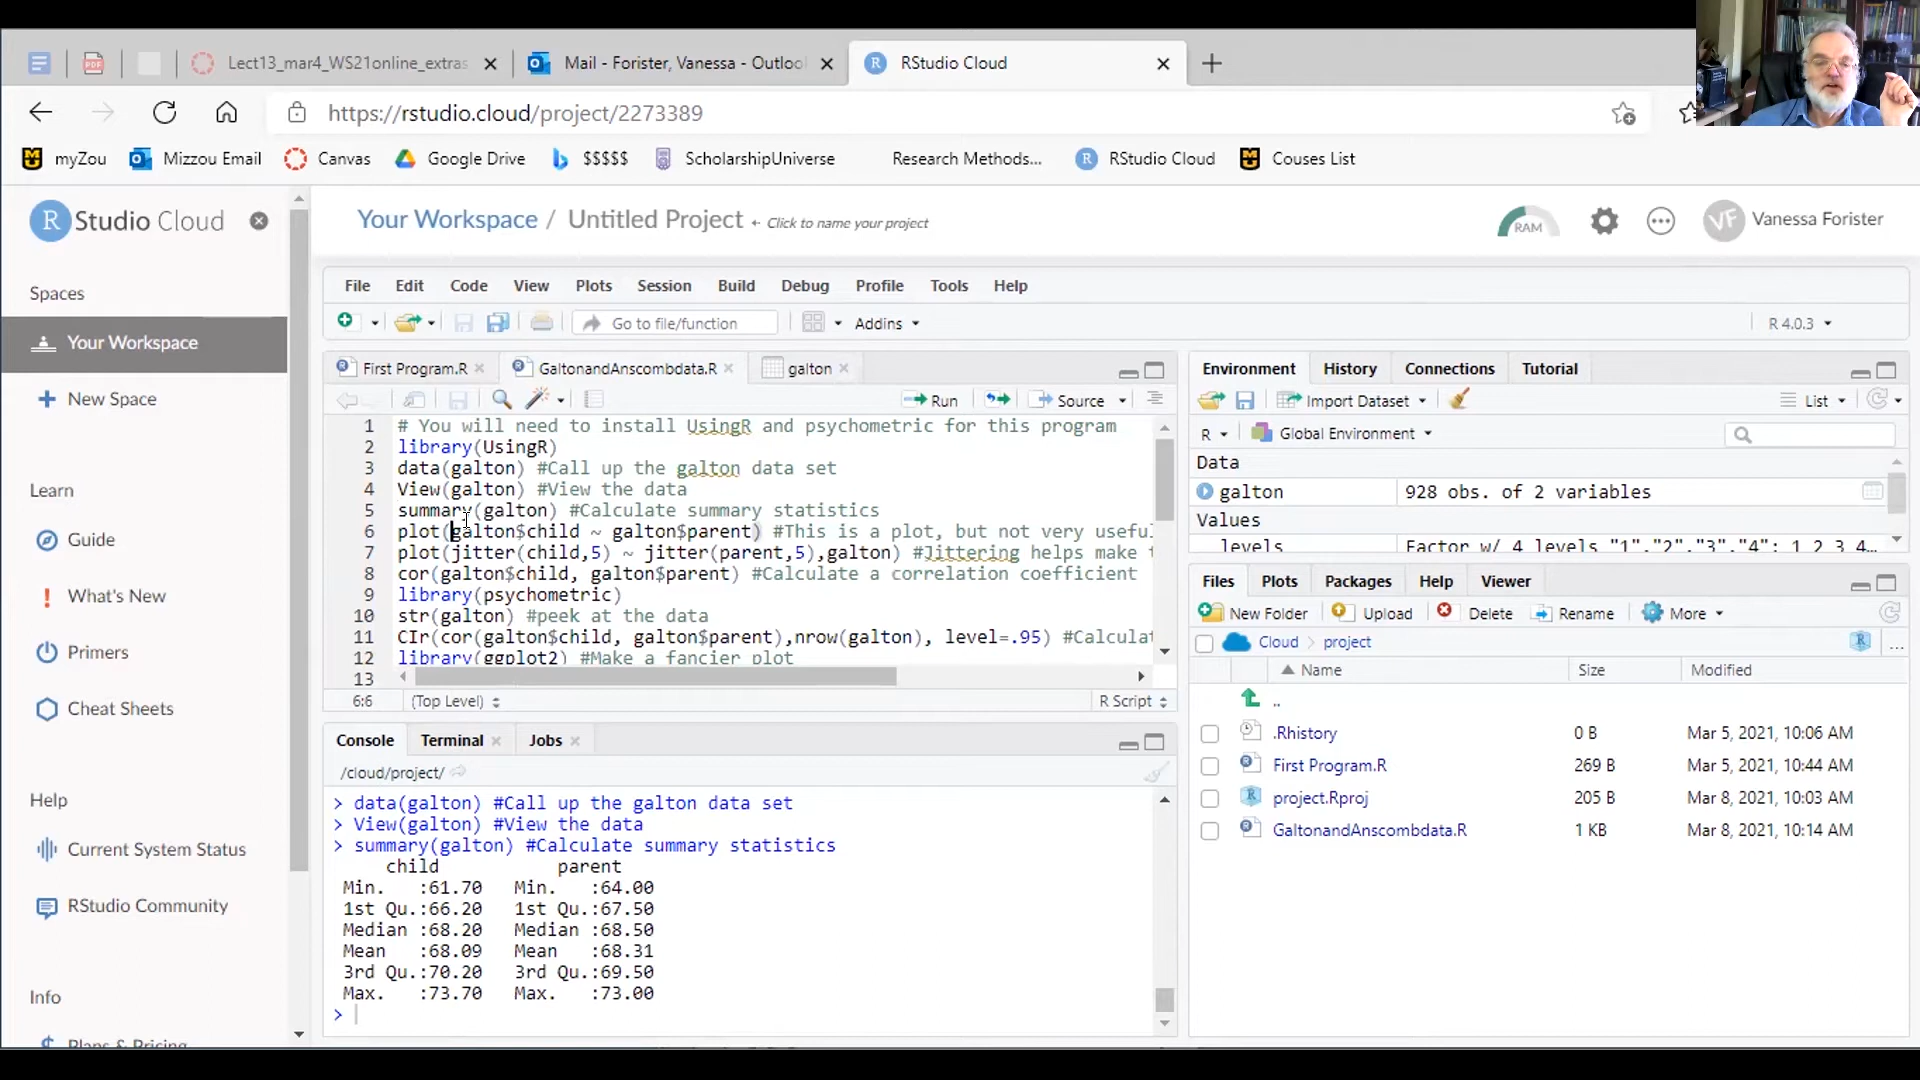 Lect13_mar4_WS21online_extras
Mail - Forister, Vanessa - Outlool
RStudio Cloud
https://rstudio.cloud/project/2273389
myZou
Mizzou Email
Canvas
Google Drive
$$$$$
ScholarshipUniverse
Research Methods...
RStudio Cloud
Couses List
R Studio Cloud
Your Workspace / Untitled Project ← Click to name your project
RAM
VF
Vanessa Forister
Spaces
Your Workspace
New Space
Learn
Guide
What's New
Primers
Cheat Sheets
Help
Current System Status
RStudio Community
Info
Plans & Pricing
File Edit Code View Plots Session Build Debug Profile Tools Help
Go to file/function
Addins
R 4.0.3
First Program.R
GaltonandAnscombdata.R
galton
Run
Source
1 # You will need to install UsingR and psychometric for this program
2 library(UsingR)
3 data(galton) #Call up the galton data set
4 View(galton) #View the data
5 summary(galton) #Calculate summary statistics
6 plot(galton$child ~ galton$parent) #This is a plot, but not very useful
7 plot(jitter(child,5) ~ jitter(parent,5),galton) #Jittering helps make t
8 cor(galton$child, galton$parent) #Calculate a correlation coefficient
9 library(psychometric)
10 str(galton) #peek at the data
11 CIr(cor(galton$child, galton$parent),nrow(galton), level=.95) #Calculat
12 library(ggplot2) #Make a fancier plot
13
6:6 (Top Level) R Script
Console Terminal Jobs
/cloud/project/
> data(galton) #Call up the galton data set
> View(galton) #View the data
> summary(galton) #Calculate summary statistics
child parent
Min. :61.70 Min. :64.00
1st Qu.:66.20 1st Qu.:67.50
Median :68.20 Median :68.50
Mean :68.09 Mean :68.31
3rd Qu.:70.20 3rd Qu.:69.50
Max. :73.70 Max. :73.00
>
Environment History Connections Tutorial
Import Dataset
List
R
Global Environment
Data
galton 928 obs. of 2 variables
Values
levels Factor w/ 4 levels "1","2","3","4": 1 2 3 4…
Files Plots Packages Help Viewer
New Folder Upload Delete Rename More
Cloud > project
...
Name Size Modified
..
.Rhistory 0 B Mar 5, 2021, 10:06 AM
First Program.R 269 B Mar 5, 2021, 10:44 AM
project.Rproj 205 B Mar 8, 2021, 10:03 AM
GaltonandAnscombdata.R 1 KB Mar 8, 2021, 10:14 AM